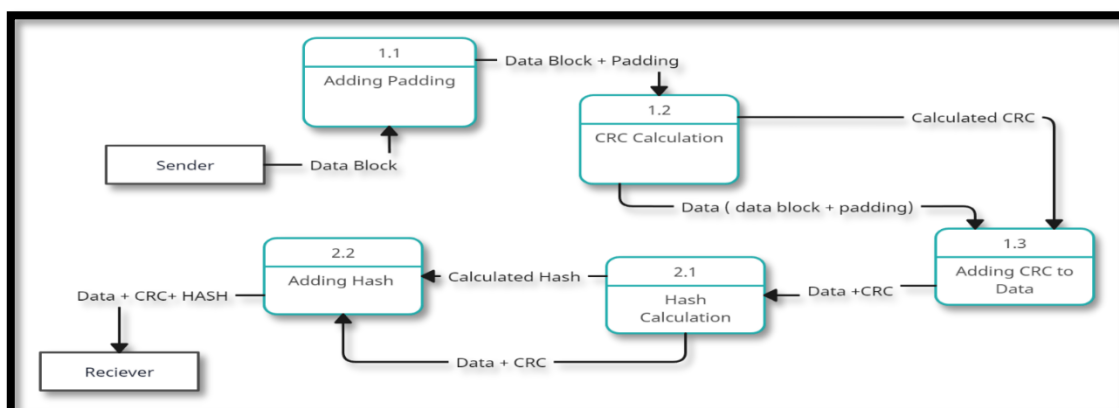 1.1
Adding Padding
Data Block + Padding
1.2
CRC Calculation
Calculated CRC
Sender
Data Block
Data ( data block + padding)
1.3
Adding CRC to
Data
2.2
Adding Hash
Calculated Hash
2.1
Hash
Calculation
Data +CRC
Data + CRC+ HASH
Data + CRC
Reciever